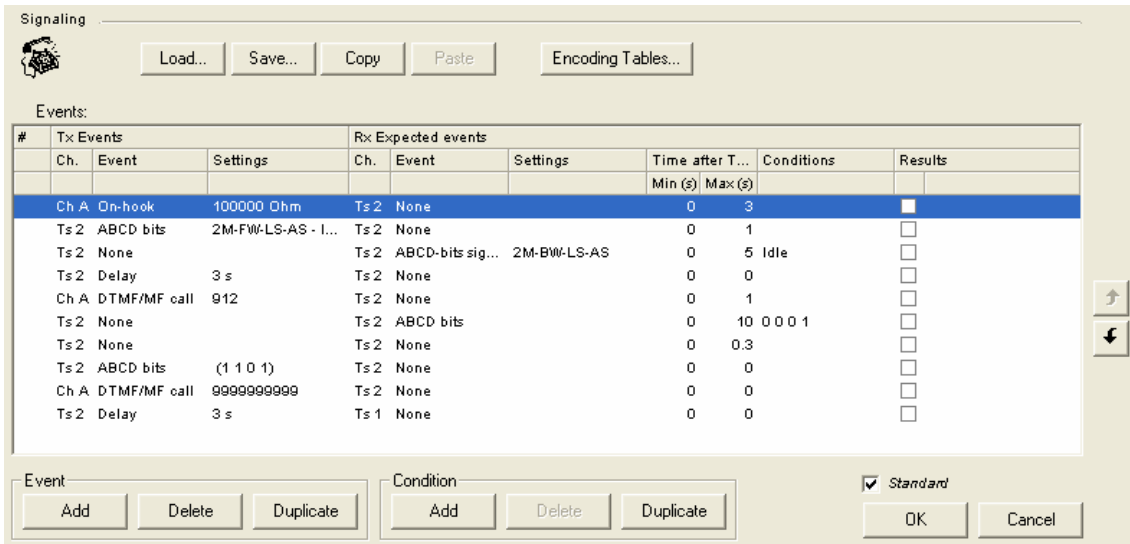 Signaling
Load... Save... Copy Paste Encoding Tables...
Events:
# Tx Events Rx Expected events
Ch. Event Settings Ch. Event Settings Time after T... Conditions Results
Min (s) Max (s)
Ch A On-hook 100000 Ohm Ts 2 None 0 3
Ts 2 ABCD bits 2M-FW-LS-AS - I... Ts 2 None 0 1
Ts 2 None Ts 2 ABCD-bits sig... 2M-BW-LS-AS 0 5 Idle
Ts 2 Delay 3 s Ts 2 None 0 0
Ch A DTMF/MF call 912 Ts 2 None 0 1
Ts 2 None Ts 2 ABCD bits 0 10 0 0 0 1
Ts 2 None Ts 2 None 0 0.3
Ts 2 ABCD bits (1 1 0 1) Ts 2 None 0 0
Ch A DTMF/MF call 9999999999 Ts 2 None 0 0
Ts 2 Delay 3 s Ts 1 None 0 0
Event Condition Standard
Add Delete Duplicate Add Delete Duplicate OK Cancel